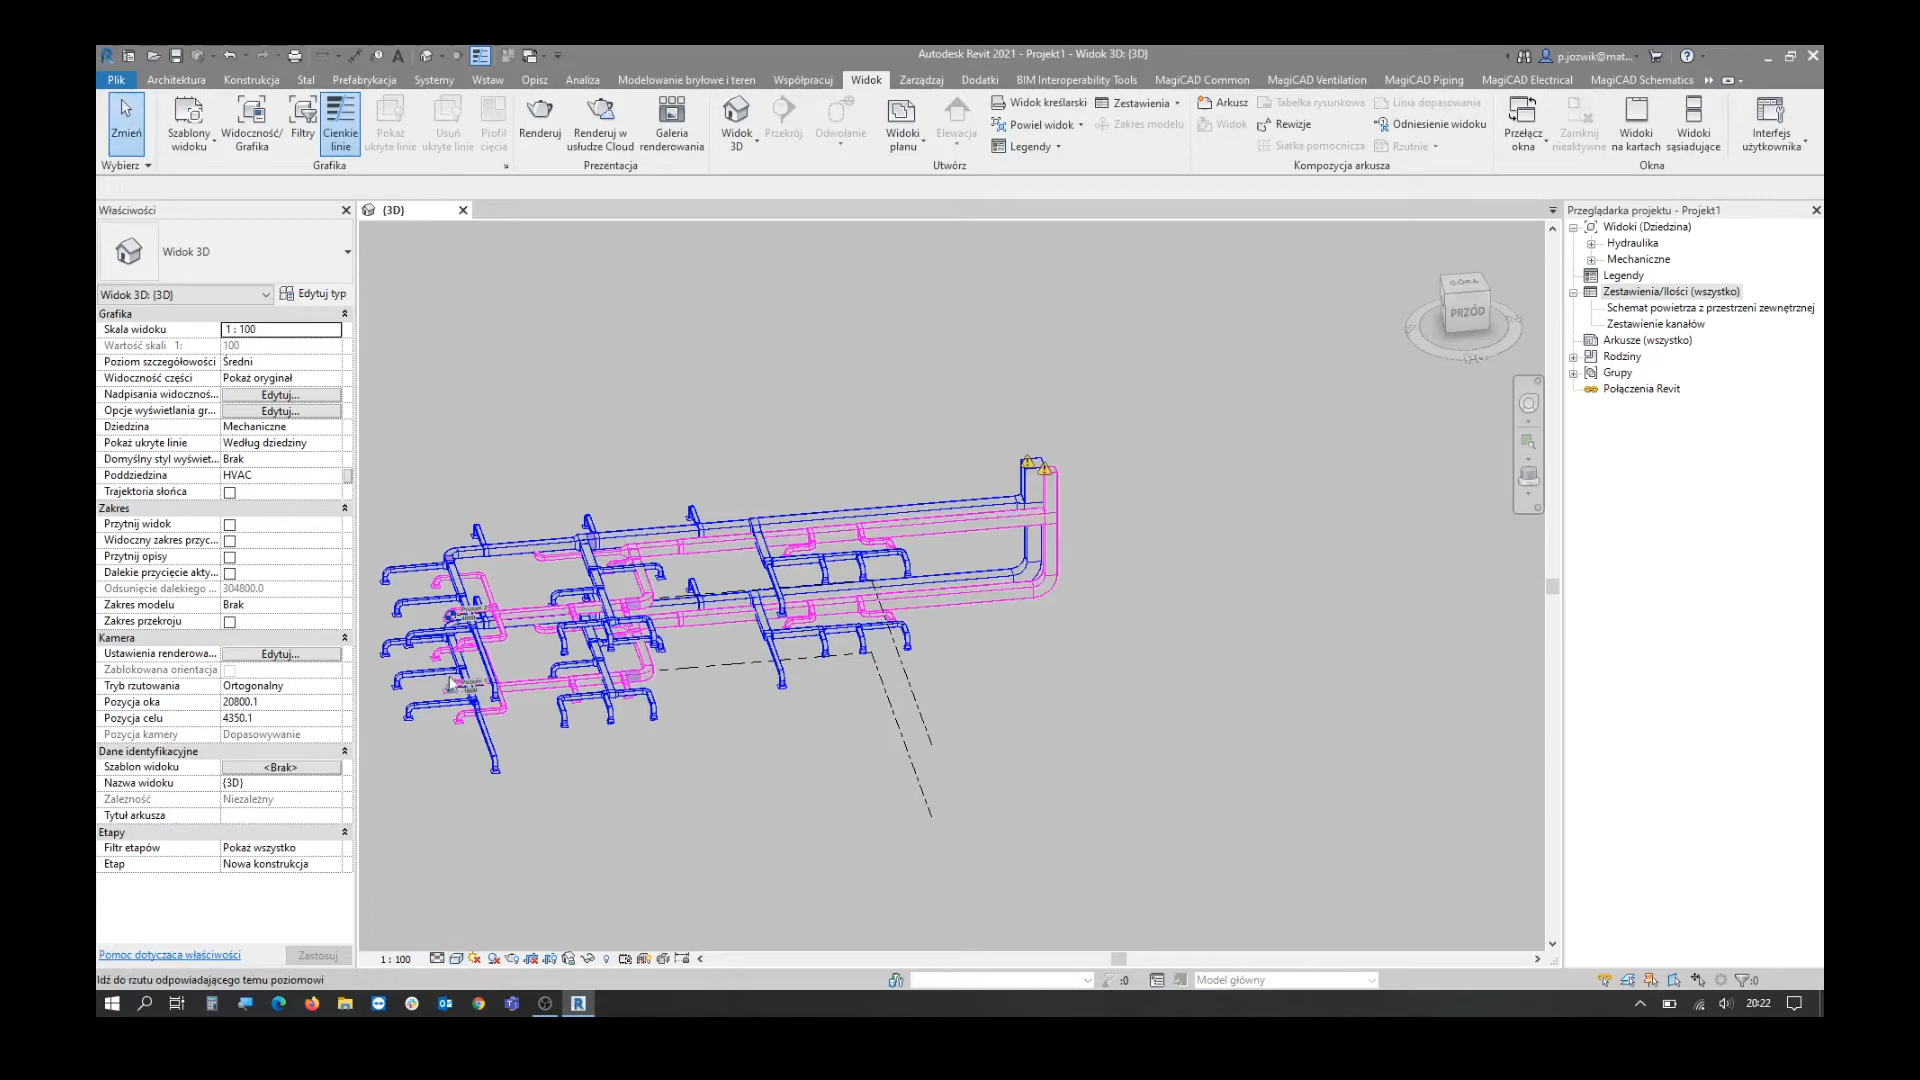 Autodesk Revit 2021 - Projekt1 - Widok 3D: {3D}
p.jozwik@mat...
Plik Architektura Konstrukcja Stal Prefabrykacja Systemy Wstaw Opisz Analiza Modelowanie bryłowe i teren Współpracuj Widok Zarządzaj Dodatki BIM Interoperability Tools MagiCAD Common MagiCAD Ventilation MagiCAD Piping MagiCAD Electrical MagiCAD Schematics
Zmień
Szablony widoku
Widoczność/ Grafika
Filtry
Cienkie linie
Pokaż ukryte linie
Usuń ukryte linie
Profil cięcia
Renderuj
Renderuj w usłudze Cloud
Galeria renderowania
Widok 3D
Przekrój
Odwołanie
Widoki planu
Elewacja
Widok kreślarski
Powiel widok
Legendy
Zestawienia
Zakres modelu
Arkusz
Widok
Tabelka rysunkowa
Rewizje
Siatka pomocnicza
Linia dopasowania
Odniesienie widoku
Rzutnie
Przełącz okna
Zamknij nieaktywne
Widoki na kartach
Widoki sąsiadujące
Interfejs użytkownika
Wybierz Grafika Prezentacja Utwórz Kompozycja arkusza Okna
Właściwości
Widok 3D
Widok 3D: {3D} Edytuj typ
Grafika
Skala widoku 1 : 100
Wartość skali 1: 100
Poziom szczegółowości Średni
Widoczność części Pokaż oryginał
Nadpisania widocznoś... Edytuj...
Opcje wyświetlania gr... Edytuj...
Dziedzina Mechaniczne
Pokaż ukryte linie Według dziedziny
Domyślny styl wyświet... Brak
Poddziedzina HVAC
Trajektoria słońca
Zakres
Przytnij widok
Widoczny zakres przyc...
Przytnij opisy
Dalekie przycięcie akty...
Odsunięcie dalekiego ... 304800.0
Zakres modelu Brak
Zakres przekroju
Kamera
Ustawienia renderowa... Edytuj...
Zablokowana orientacja
Tryb rzutowania Ortogonalny
Pozycja oka 20800.1
Pozycja celu 4350.1
Pozycja kamery Dopasowywanie
Dane identyfikacyjne
Szablon widoku <Brak>
Nazwa widoku {3D}
Zależność Niezależny
Tytuł arkusza
Etapy
Filtr etapów Pokaż wszystko
Etap Nowa konstrukcja
Pomoc dotycząca właściwości Zastosuj
{3D}
GÓRA
PRZÓD
Poziom 2
Poziom 1
1 : 100
Przeglądarka projektu - Projekt1
Widoki (Dziedzina)
Hydraulika
Mechaniczne
Legendy
Zestawienia/Ilości (wszystko)
Schemat powietrza z przestrzeni zewnętrznej
Zestawienie kanałów
Arkusze (wszystko)
Rodziny
Grupy
Połączenia Revit
Idź do rzutu odpowiadającego temu poziomowi
:0
Model główny
:0
20:22